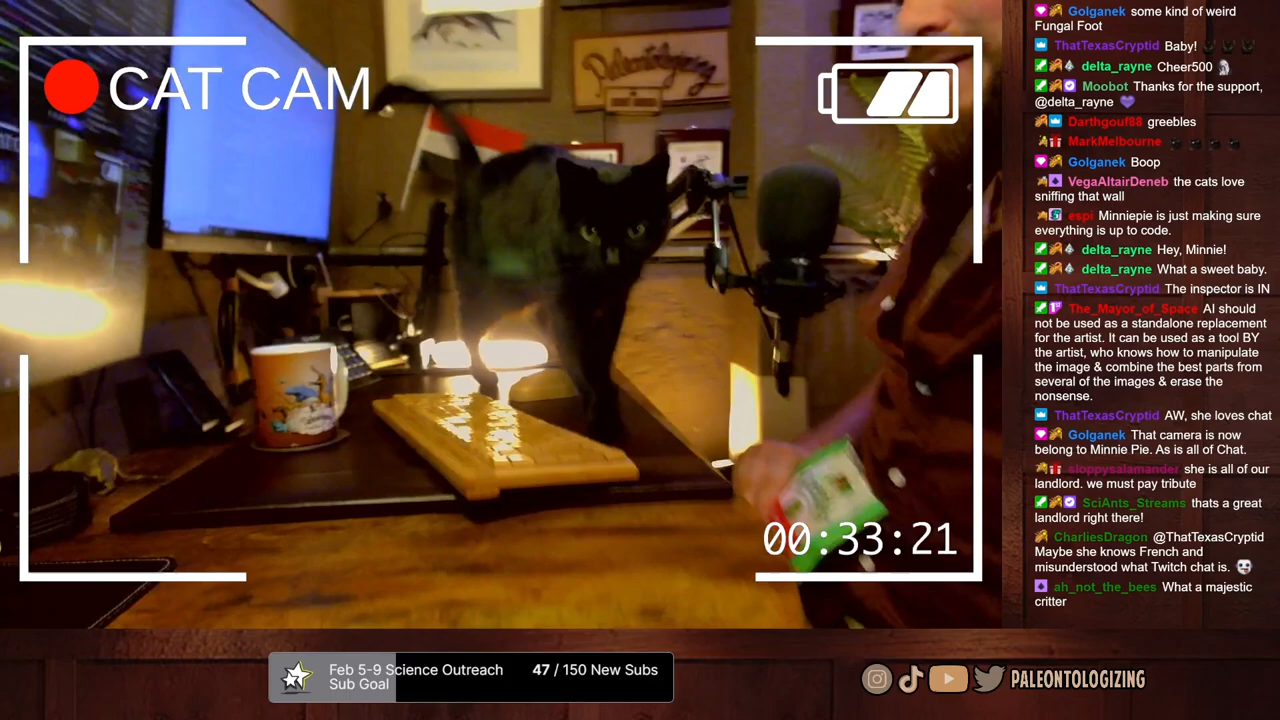 CAT CAM
Paleontologizing
00:33:21
Golganek some kind of weird
Fungal Foot
ThatTexasCryptid Baby!
delta_rayne Cheer500
Moobot Thanks for the support,
@delta_rayne
Darthgouf88 greebles
MarkMelbourne
Golganek Boop
VegaAltairDeneb the cats love
sniffing that wall
espi Minniepie is just making sure
everything is up to code.
delta_rayne Hey, Minnie!
delta_rayne What a sweet baby.
ThatTexasCryptid The inspector is IN
The_Mayor_of_Space AI should
not be used as a standalone replacement
for the artist. It can be used as a tool BY
the artist, who knows how to manipulate
the image & combine the best parts from
several of the images & erase the
nonsense.
ThatTexasCryptid AW, she loves chat
Golganek That camera is now
belong to Minnie Pie. As is all of Chat.
sloppysalamander she is all of our
landlord. we must pay tribute
SciAnts_Streams thats a great
landlord right there!
CharliesDragon @ThatTexasCryptid
Maybe she knows French and
misunderstood what Twitch chat is.
ah_not_the_bees What a majestic
critter
Feb 5-9 Science Outreach 47 / 150 New Subs
Sub Goal
PALEONTOLOGIZING